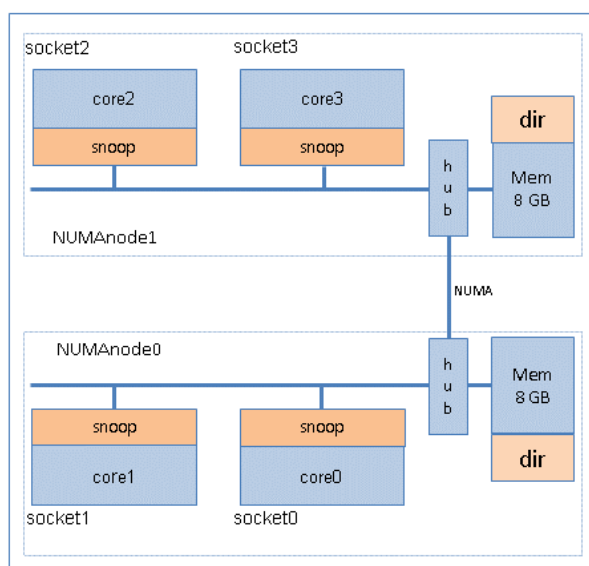 socket2
socket3
core2
core3
snoop
snoop
dir
h
u
b
Mem
8 GB
NUMAnode1
NUMA
NUMAnode0
h
u
b
Mem
8 GB
snoop
snoop
dir
core1
core0
socket1
socket0